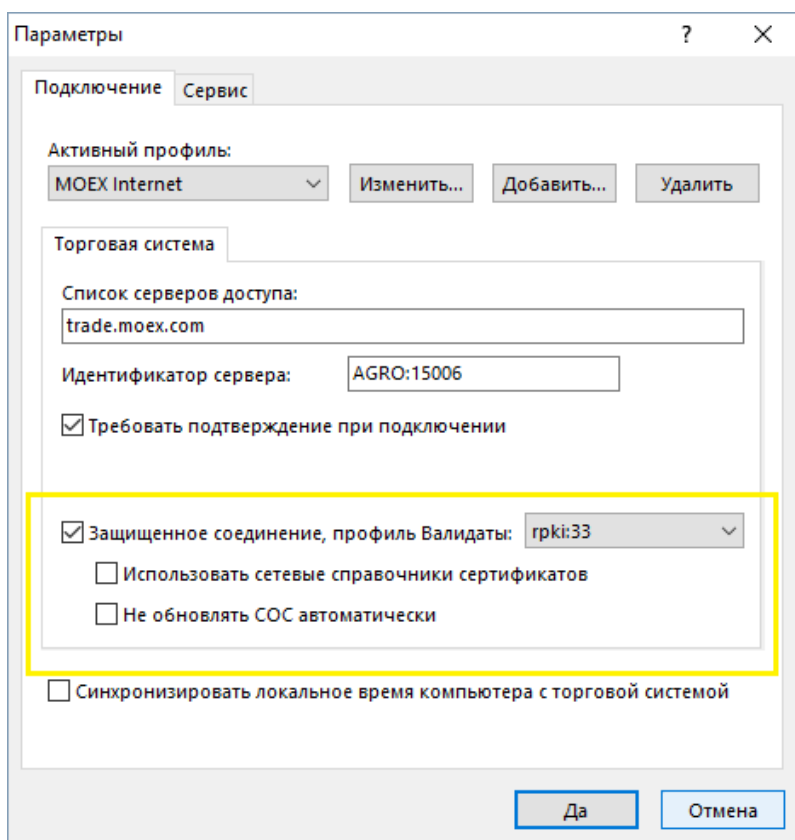 Параметры ?
Подключение Сервис
Активный профиль:
MOEX Internet Изменить... Добавить... Удалить
Торговая система
Список серверов доступа:
trade.moex.com
Идентификатор сервера: AGRO:15006
Требовать подтверждение при подключении
Защищенное соединение, профиль Валидаты: rpki:33
Использовать сетевые справочники сертификатов
Не обновлять СОС автоматически
Синхронизировать локальное время компьютера с торговой системой
Да Отмена